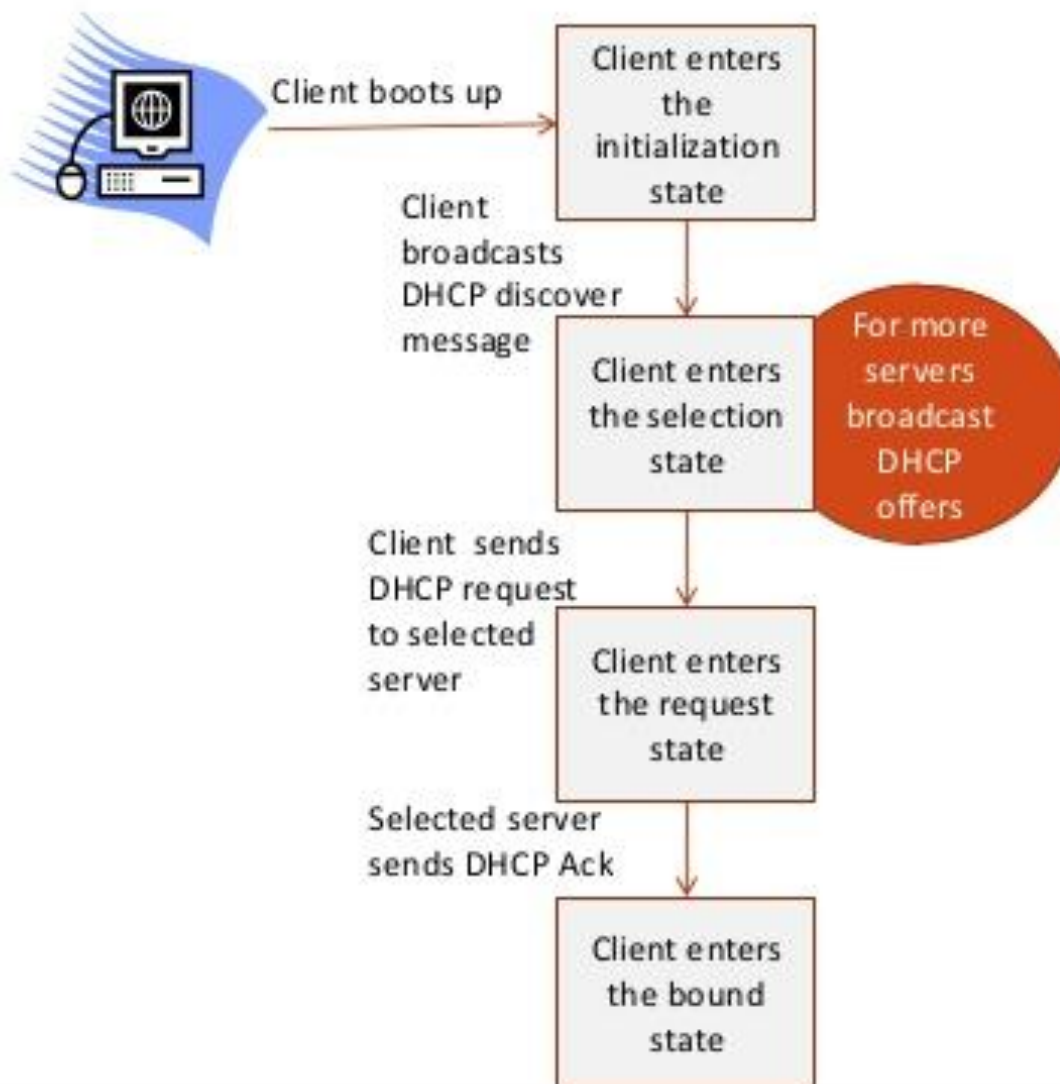 Client boots up
Client enters
the
initialization
state
Client
broadcasts
DHCP discover
message
Client enters
the selection
state
For more
servers
broadcast
DHCP
offers
Client sends
DHCP request
to selected
server
Client enters
the request
state
Selected server
sends DHCP Ack
Client enters
the bound
state